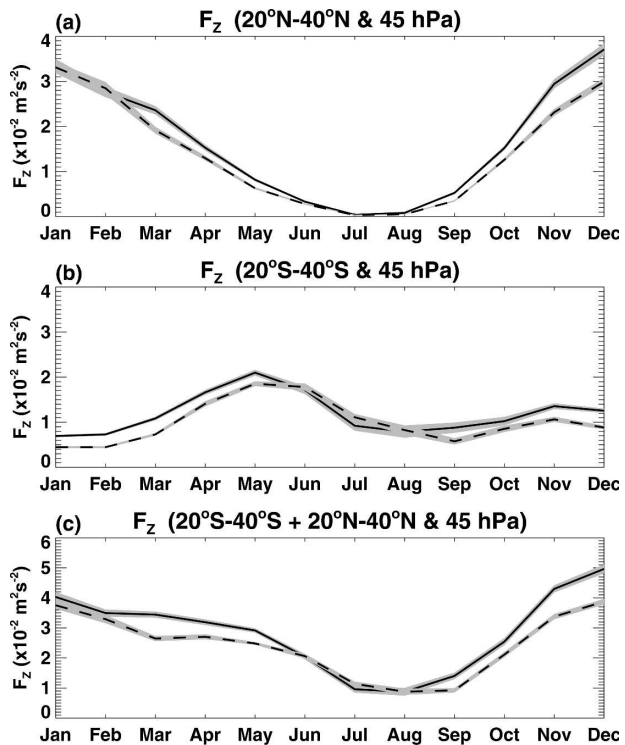 (a) F_Z (20°N-40°N & 45 hPa)
F_Z (x10⁻² m²s⁻²)
4
3
2
1
0
Jan Feb Mar Apr May Jun Jul Aug Sep Oct Nov Dec
(b) F_Z (20°S-40°S & 45 hPa)
F_Z (x10⁻² m²s⁻²)
4
3
2
1
0
Jan Feb Mar Apr May Jun Jul Aug Sep Oct Nov Dec
(c) F_Z (20°S-40°S + 20°N-40°N & 45 hPa)
F_Z (x10⁻² m²s⁻²)
6
5
4
3
2
1
0
Jan Feb Mar Apr May Jun Jul Aug Sep Oct Nov Dec